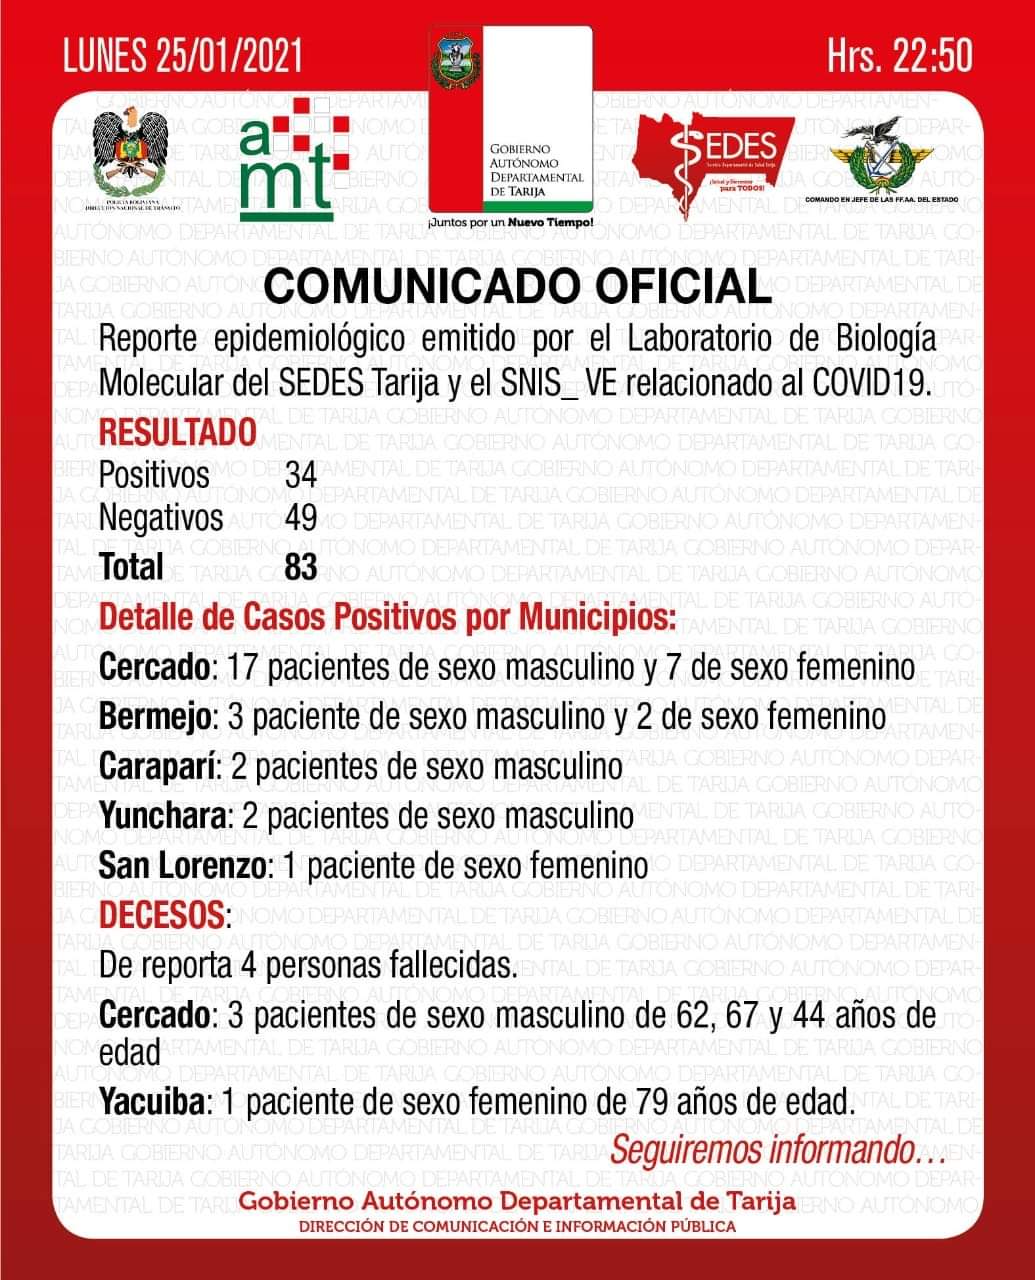 LUNES 25/01/2021
Hrs. 22:50
POLICÍA BOLIVIANA
DIRECCIÓN NACIONAL DE TRÁNSITO
amt
GOBIERNO
AUTÓNOMO
DEPARTAMENTAL
DE TARIJA
¡Juntos por un Nuevo Tiempo!
SEDES
Servicio Departamental de Salud Tarija
¡Salud y Bienestar
para TODOS!
COMANDO EN JEFE DE LAS FF.AA. DEL ESTADO
COMUNICADO OFICIAL
Reporte epidemiológico emitido por el Laboratorio de Biología
Molecular del SEDES Tarija y el SNIS_ VE relacionado al COVID19.
RESULTADO
Positivos 34
Negativos 49
Total 83
Detalle de Casos Positivos por Municipios:
Cercado: 17 pacientes de sexo masculino y 7 de sexo femenino
Bermejo: 3 paciente de sexo masculino y 2 de sexo femenino
Caraparí: 2 pacientes de sexo masculino
Yunchara: 2 pacientes de sexo masculino
San Lorenzo: 1 paciente de sexo femenino
DECESOS:
De reporta 4 personas fallecidas.
Cercado: 3 pacientes de sexo masculino de 62, 67 y 44 años de
edad
Yacuiba: 1 paciente de sexo femenino de 79 años de edad.
Seguiremos informando...
Gobierno Autónomo Departamental de Tarija
DIRECCIÓN DE COMUNICACIÓN E INFORMACIÓN PÚBLICA